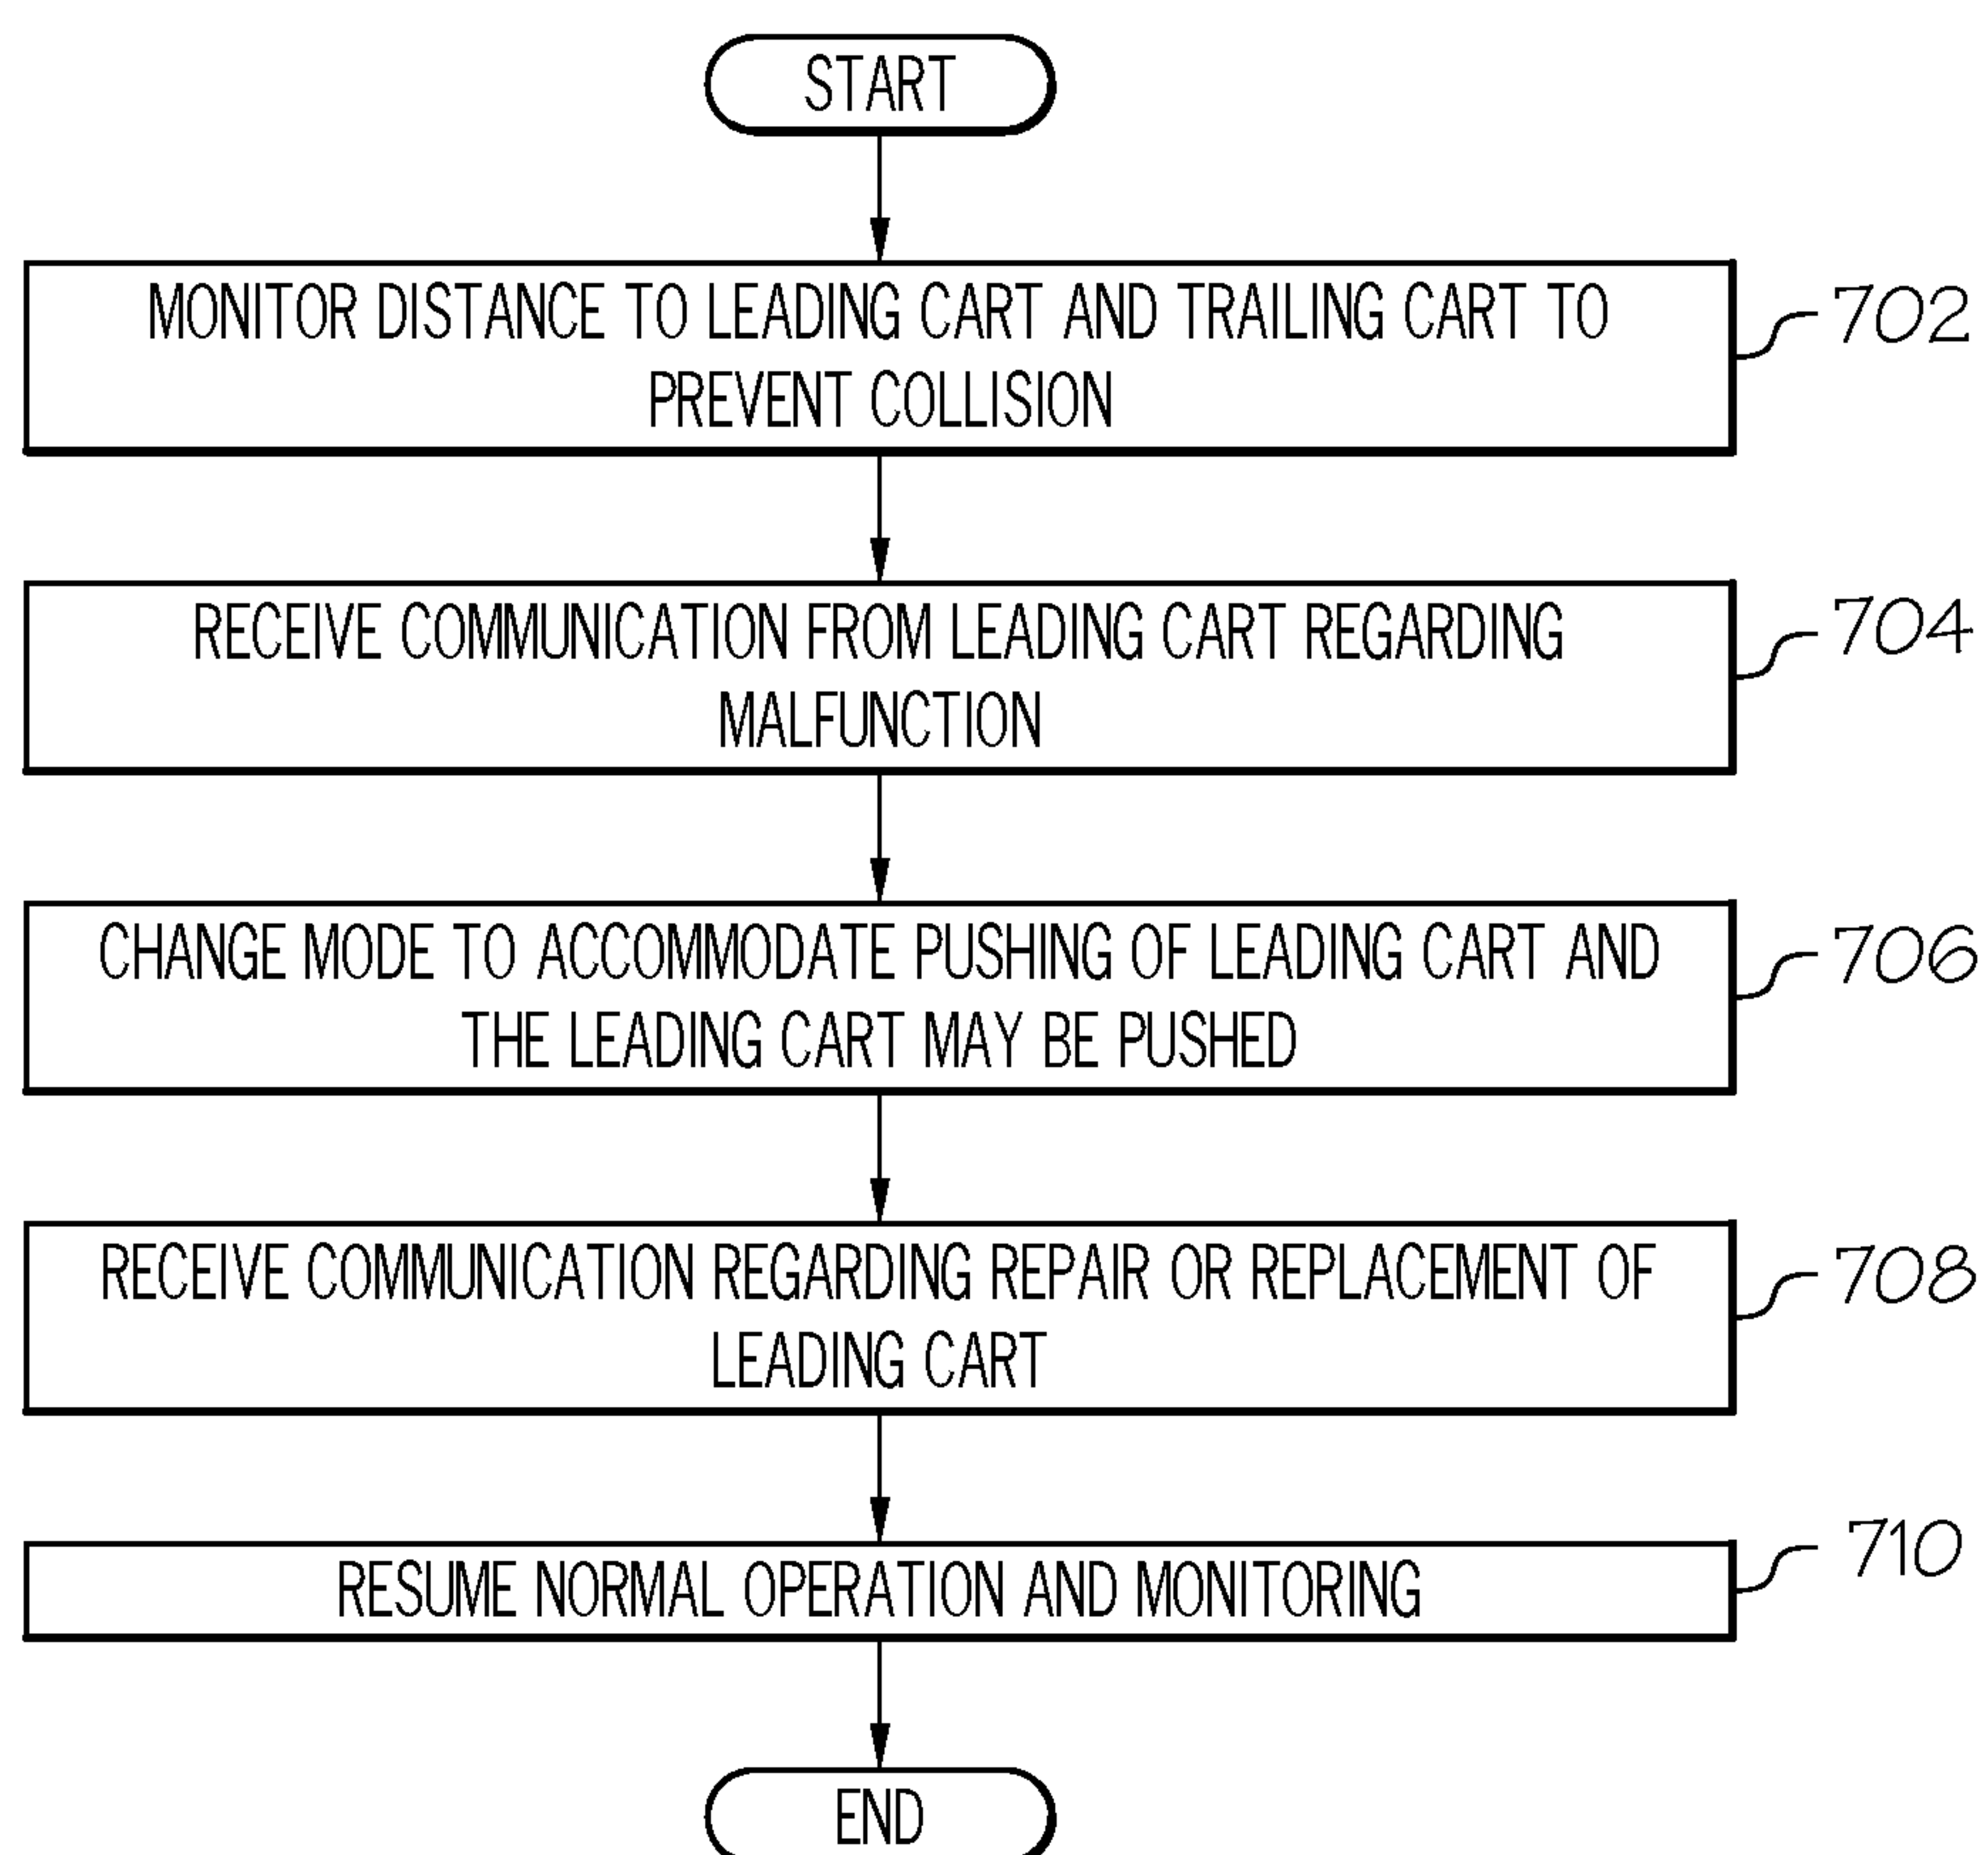 START
MONITOR DISTANCE TO LEADING CART AND TRAILING CART TO
PREVENT COLLISION
702
RECEIVE COMMUNICATION FROM LEADING CART REGARDING
MALFUNCTION
704
CHANGE MODE TO ACCOMMODATE PUSHING OF LEADING CART AND
THE LEADING CART MAY BE PUSHED
706
RECEIVE COMMUNICATION REGARDING REPAIR OR REPLACEMENT OF
LEADING CART
708
RESUME NORMAL OPERATION AND MONITORING
710
END